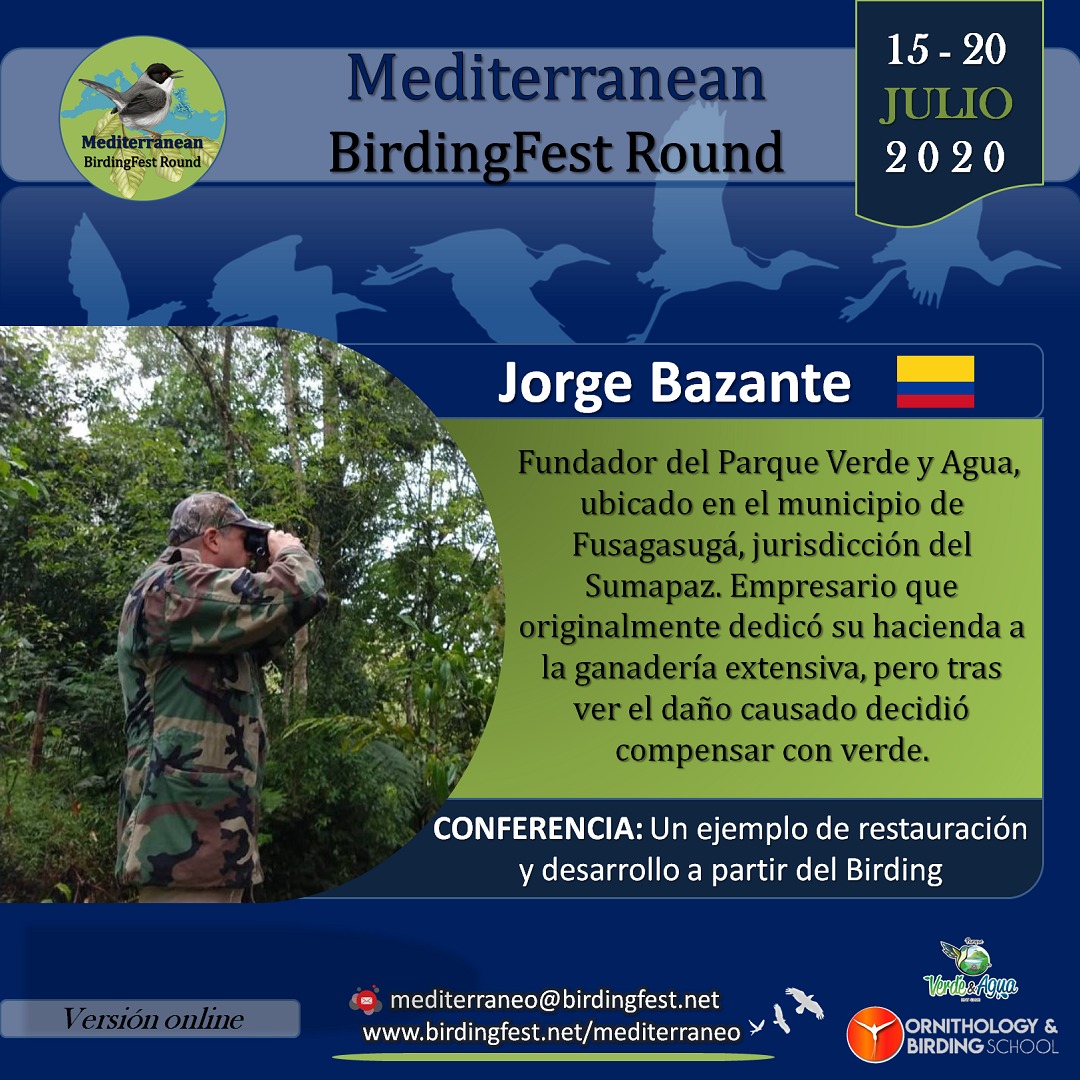 15 - 20
JULIO
2020
Mediterranean
BirdingFest Round
Mediterranean
BirdingFest Round
Jorge Bazante
Fundador del Parque Verde y Agua,
ubicado en el municipio de
Fusagasugá, jurisdicción del
Sumapaz. Empresario que
originalmente dedicó su hacienda a
la ganadería extensiva, pero tras
ver el daño causado decidió
compensar con verde.
CONFERENCIA: Un ejemplo de restauración
y desarrollo a partir del Birding
Versión online
mediterraneo@birdingfest.net
www.birdingfest.net/mediterraneo
Parque
Verde & Agua
ORNITHOLOGY &
BIRDING SCHOOL